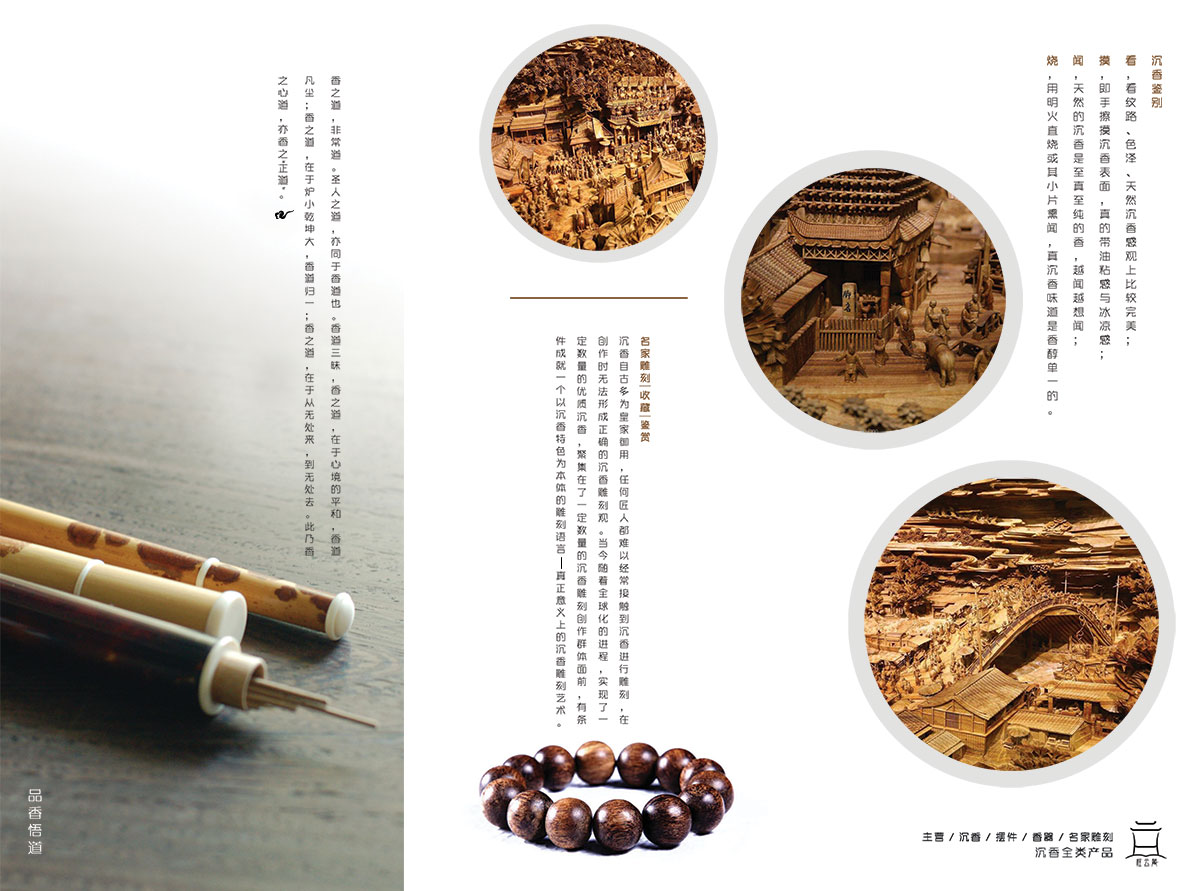 香之道，非常道。圣人之道，亦同于香道也。香道三昧，香之道，在于心境的平和，香道
凡尘；香之道，在于炉小乾坤大，香道归一；香之道，在于从无处来，到无处去。此乃香
之心道，亦香之“正道”。
品香悟道
名家雕刻|收藏|鉴赏
沉香自古多为皇家御用，任何匠人都难以经常接触到沉香进行雕刻，在
创作时无法形成正确的沉香雕刻观。当今随着全球化的进程，实现了一
定数量的优质沉香，聚集在了一定数量的沉香雕刻创作群体面前，有条
件成就一个以沉香特色为本体的雕刻语言——真正意义上的沉香雕刻艺术。
沉香鉴别
看，看纹路、色泽、天然沉香感观上比较完美；
摸，即手擦摸沉香表面，真的带油粘感与冰凉感；
闻，天然的沉香是至真至纯的香，越闻越想闻；
烧，用明火直烧或其小片熏闻，真沉香味道是香醇单一的。
主营 / 沉香 / 摆件 / 香器 / 名家雕刻
沉香全类产品